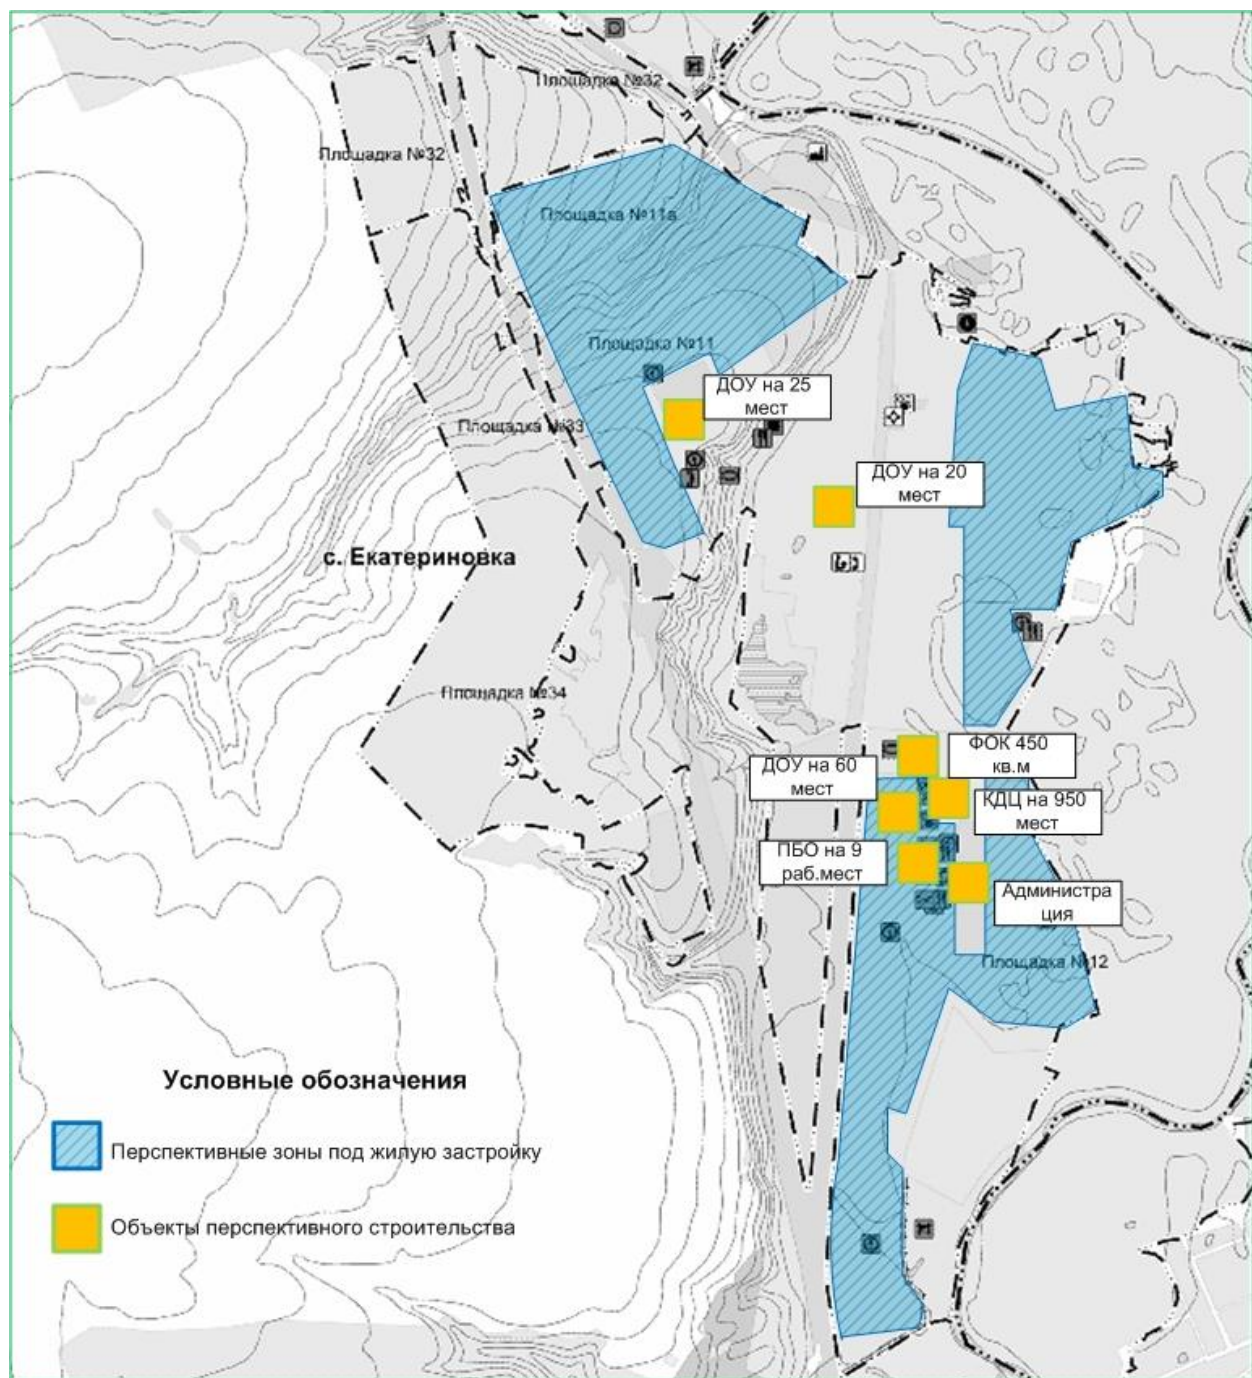 Площадка №32
Площадка №32
Площадка №11а
Площадка №11
ДОУ на 25
мест
Площадка №33
ДОУ на 20
мест
с. Екатериновка
Площадка №34
ФОК 450
кв.м
ДОУ на 60
мест
КДЦ на 950
мест
ПБО на 9
раб.мест
Администра
ция
Площадка №12
Условные обозначения
Перспективные зоны под жилую застройку
Объекты перспективного строительства